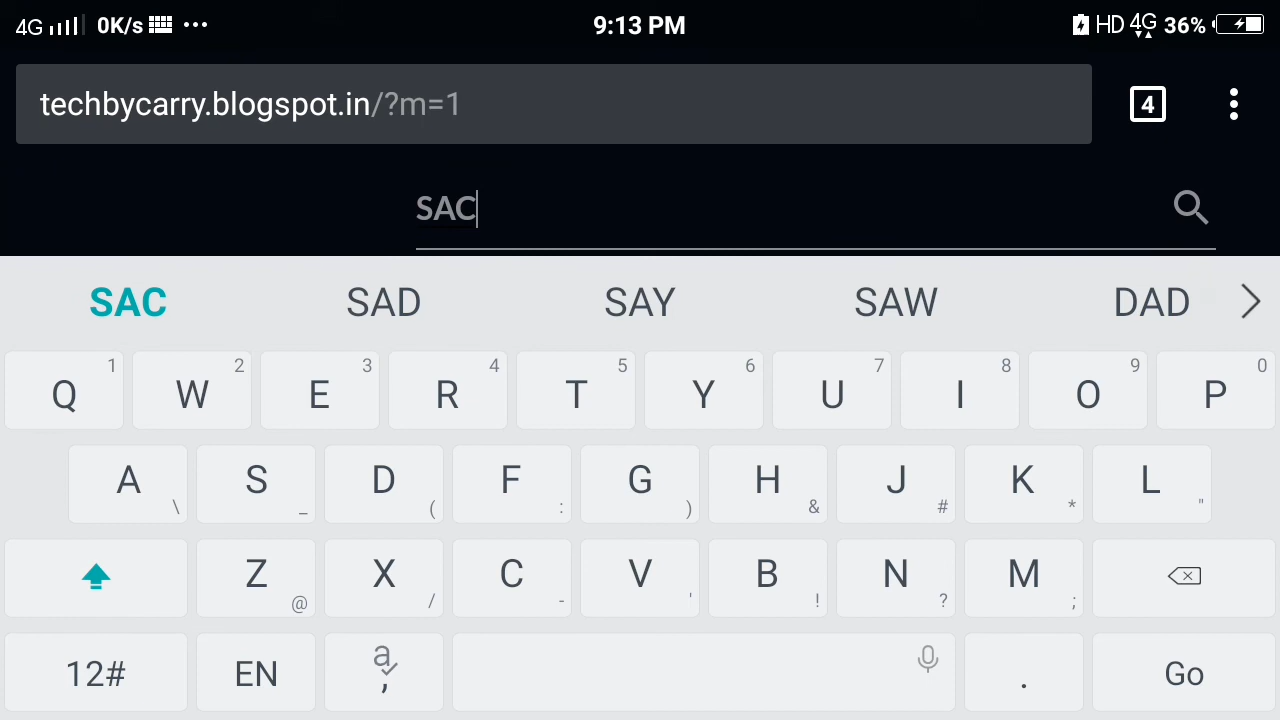 4G 0K/s ••• 9:13 PM HD 4G 36%
techbycarry.blogspot.in/?m=1 4
SAC
SAC SAD SAY SAW DAD
Q 1 W 2 E 3 R 4 T 5 Y 6 U 7 I 8 O 9 P 0
A \ S _ D ( F : G ) H & J # K * L "
Z @ X / C - V ' B ! N ? M ;
12# EN a , . Go